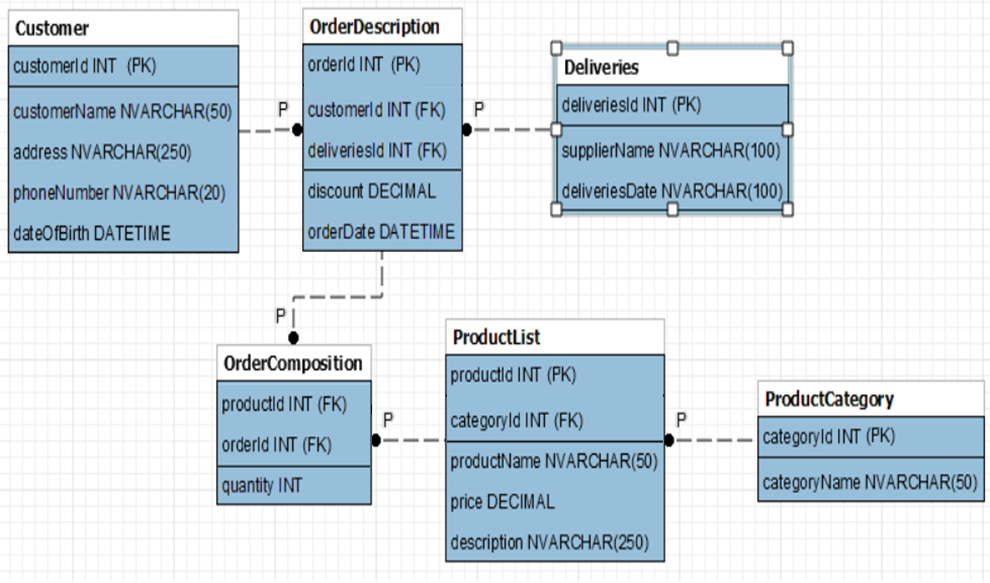 Customer
customerId INT (PK)
customerName NVARCHAR(50)
address NVARCHAR(250)
phoneNumber NVARCHAR(20)
dateOfBirth DATETIME
P
OrderDescription
orderId INT (PK)
customerId INT (FK)
deliveriesId INT (FK)
discount DECIMAL
orderDate DATETIME
P
Deliveries
deliveriesId INT (PK)
supplierName NVARCHAR(100)
deliveriesDate NVARCHAR(100)
P
OrderComposition
productId INT (FK)
orderId INT (FK)
quantity INT
P
ProductList
productId INT (PK)
categoryId INT (FK)
productName NVARCHAR(50)
price DECIMAL
description NVARCHAR(250)
P
ProductCategory
categoryId INT (PK)
categoryName NVARCHAR(50)